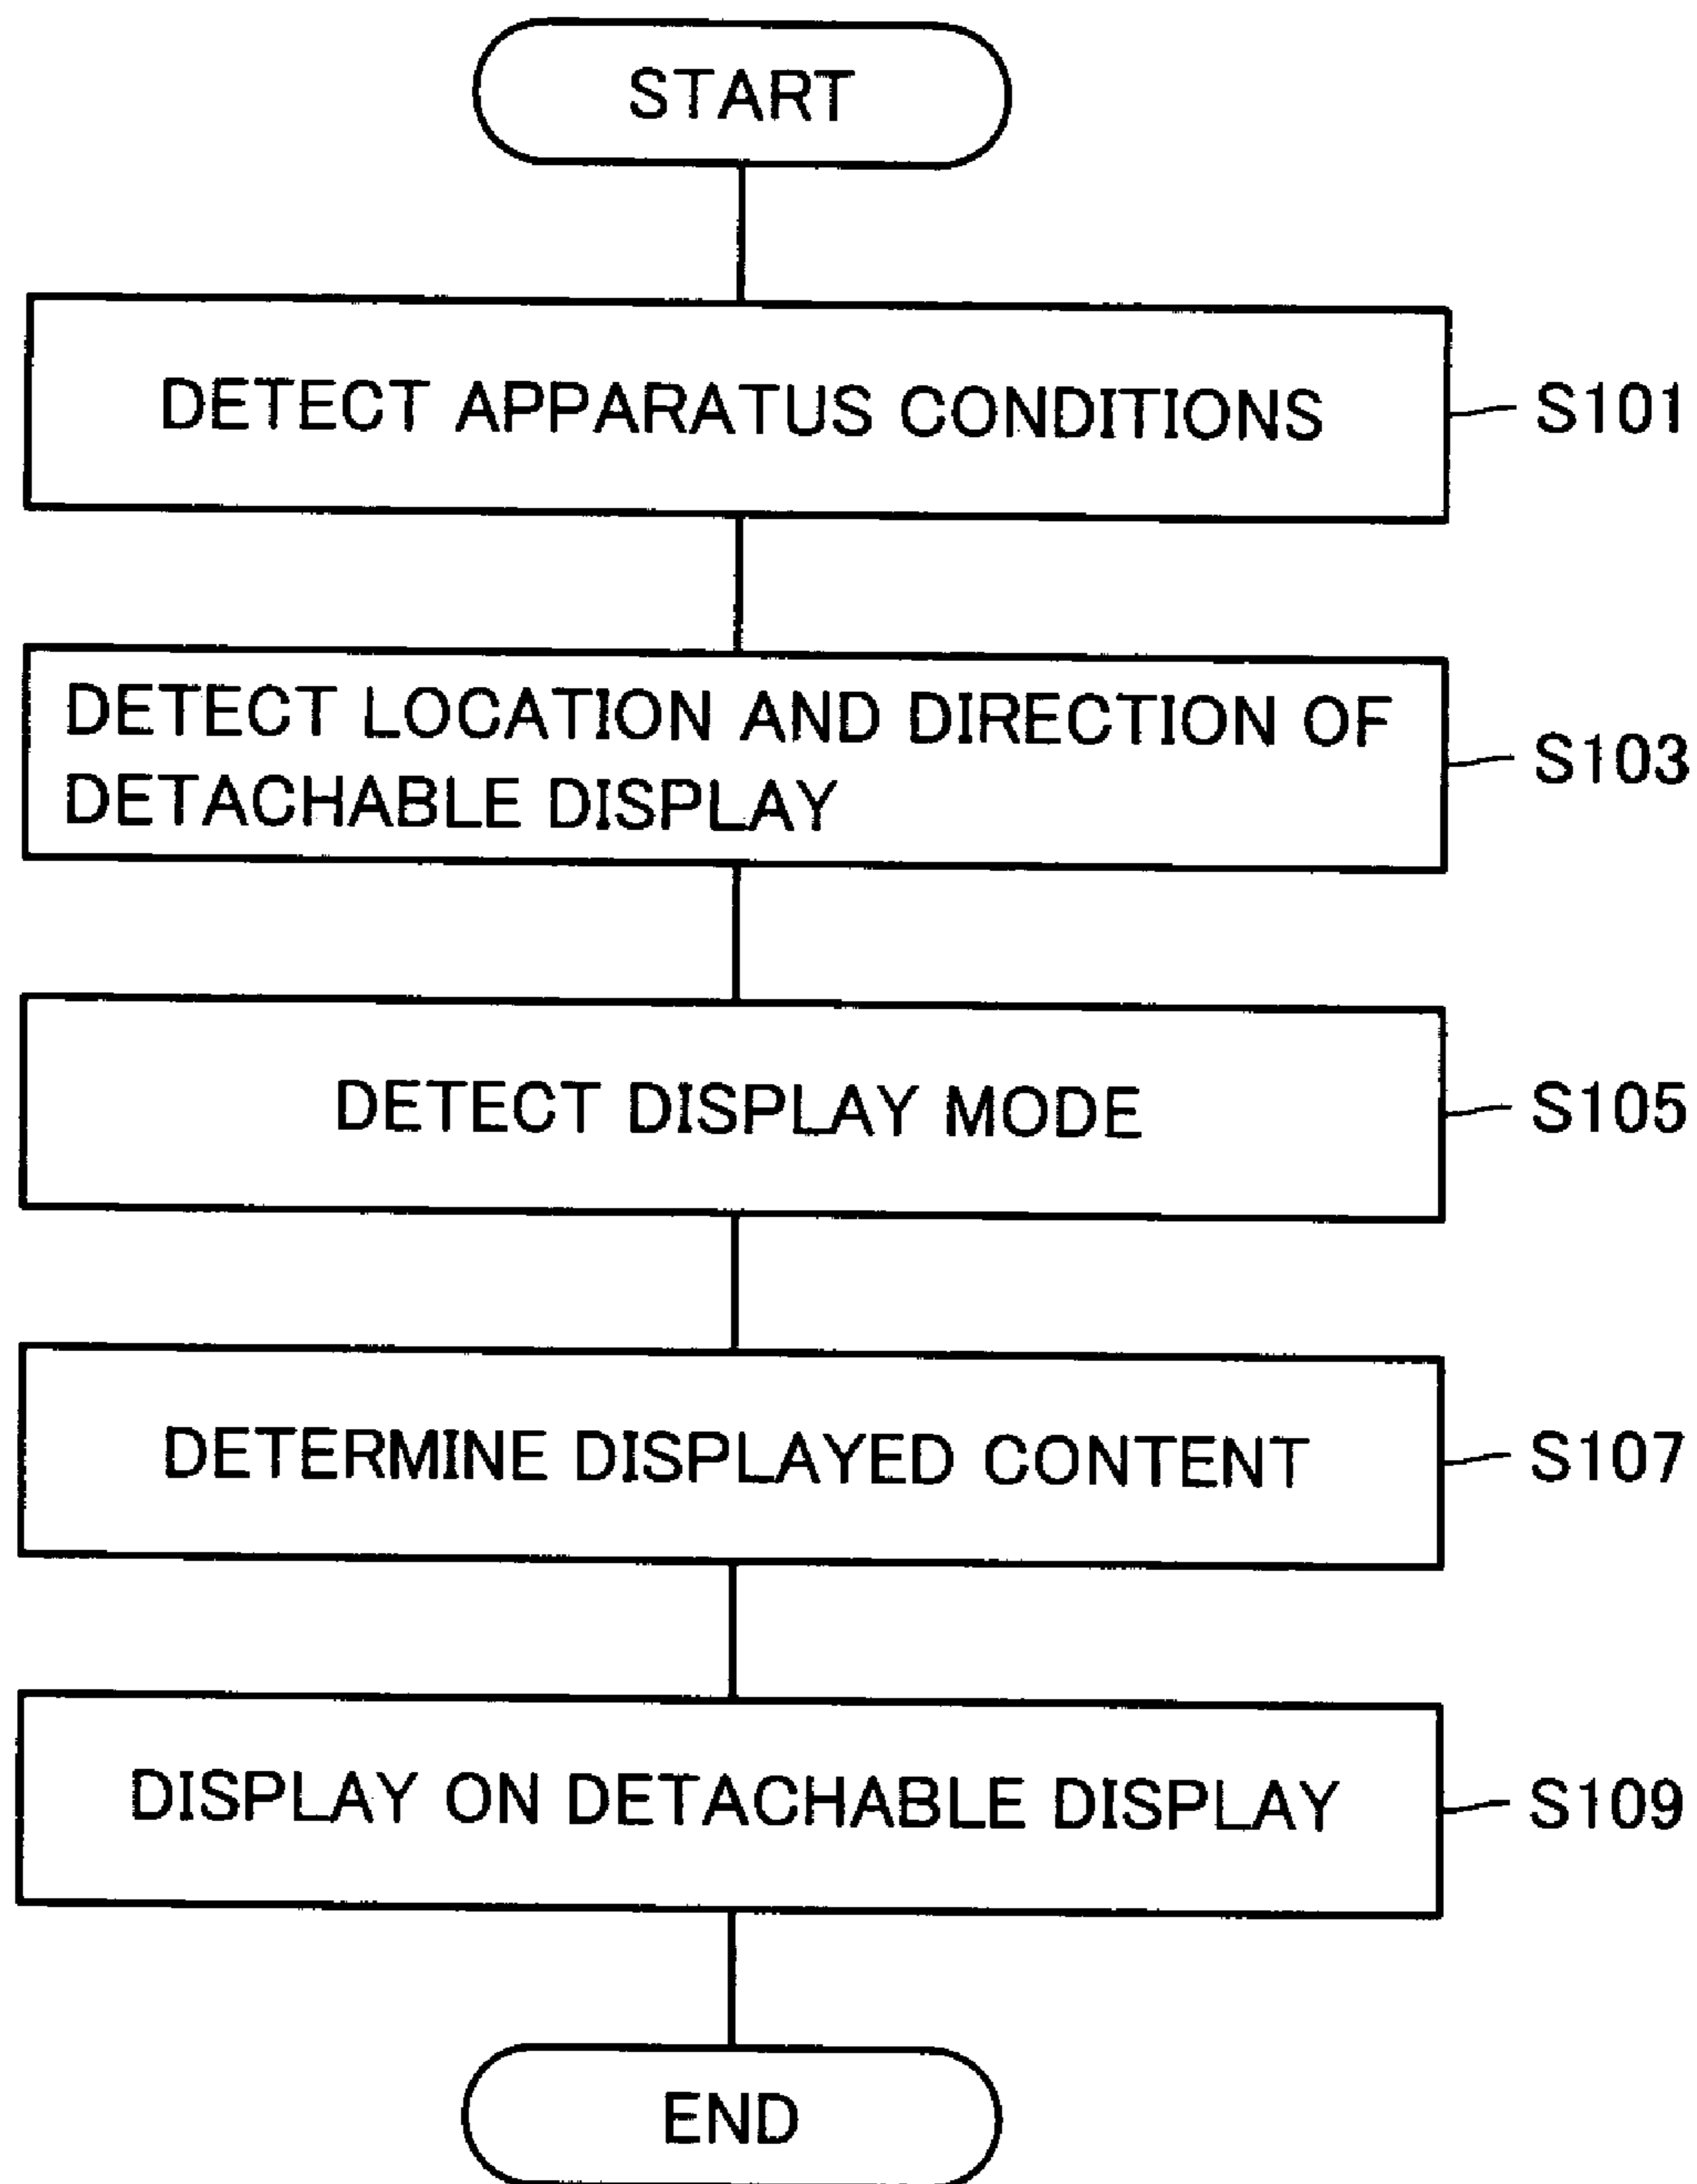 START
DETECT APPARATUS CONDITIONS
S101
DETECT LOCATION AND DIRECTION OF
DETACHABLE DISPLAY
S103
DETECT DISPLAY MODE
S105
DETERMINE DISPLAYED CONTENT
S107
DISPLAY ON DETACHABLE DISPLAY
S109
END